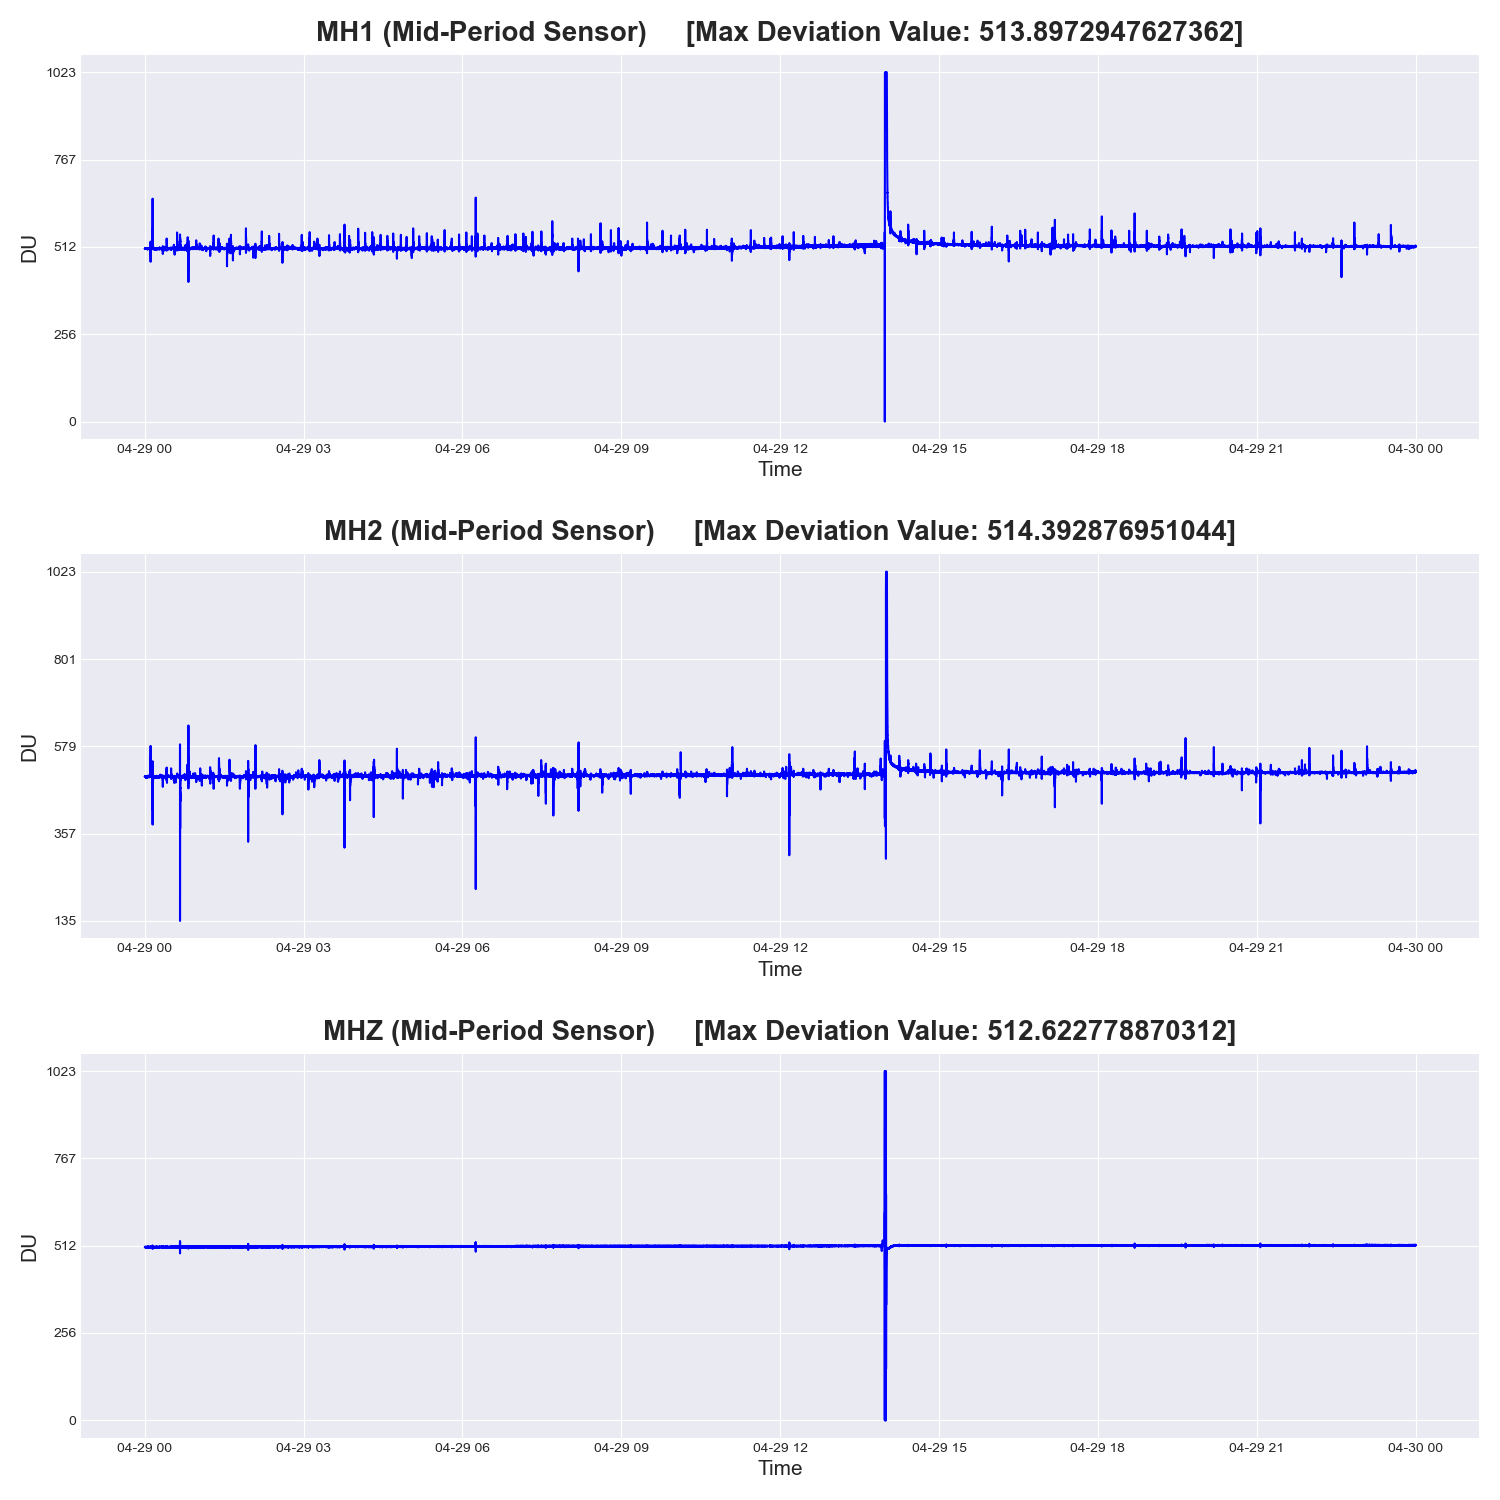 MH1 (Mid-Period Sensor) [Max Deviation Value: 513.8972947627362]
1023
767
512
256
0
DU
04-29 00 04-29 03 04-29 06 04-29 09 04-29 12 04-29 15 04-29 18 04-29 21 04-30 00
Time
MH2 (Mid-Period Sensor) [Max Deviation Value: 514.392876951044]
1023
801
579
357
135
DU
04-29 00 04-29 03 04-29 06 04-29 09 04-29 12 04-29 15 04-29 18 04-29 21 04-30 00
Time
MHZ (Mid-Period Sensor) [Max Deviation Value: 512.622778870312]
1023
767
512
256
0
DU
04-29 00 04-29 03 04-29 06 04-29 09 04-29 12 04-29 15 04-29 18 04-29 21 04-30 00
Time